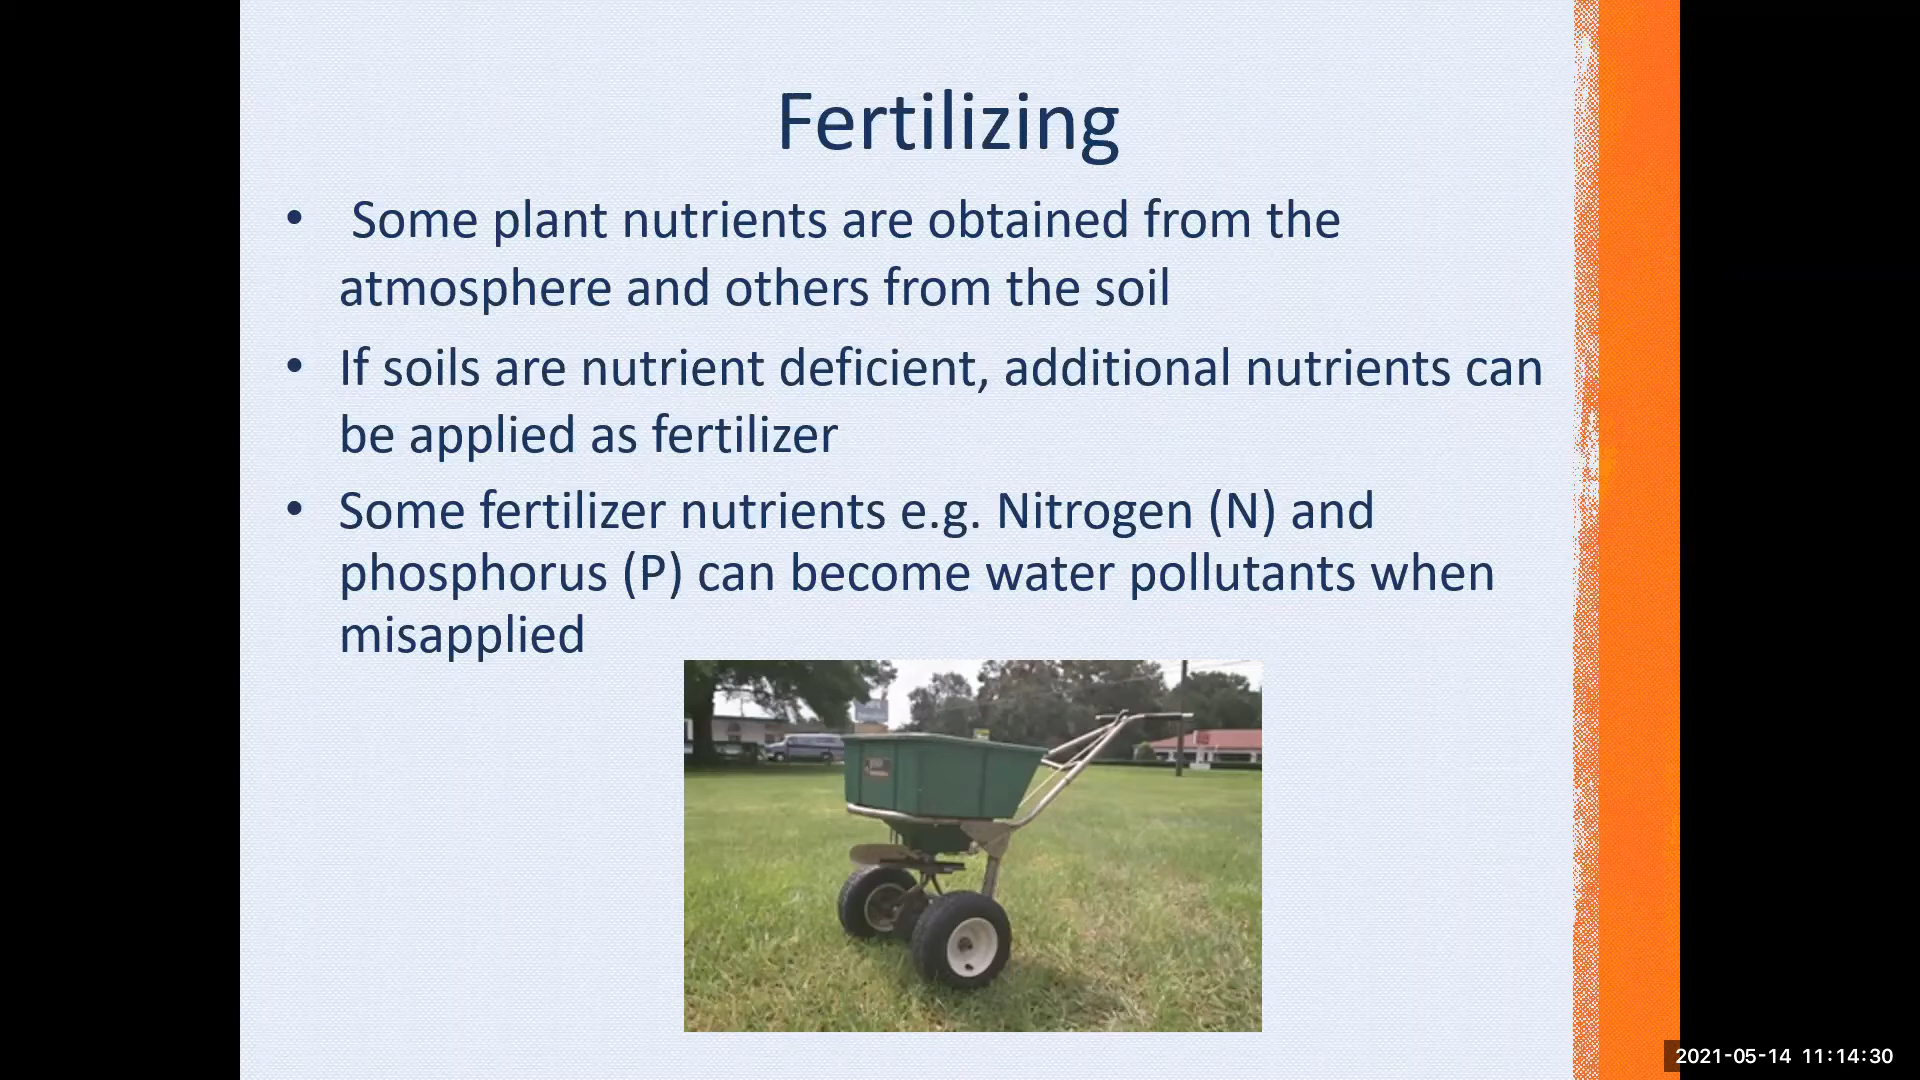 Fertilizing
• Some plant nutrients are obtained from the
atmosphere and others from the soil
• If soils are nutrient deficient, additional nutrients can
be applied as fertilizer
• Some fertilizer nutrients e.g. Nitrogen (N) and
phosphorus (P) can become water pollutants when
misapplied
2021-05-14 11:14:30